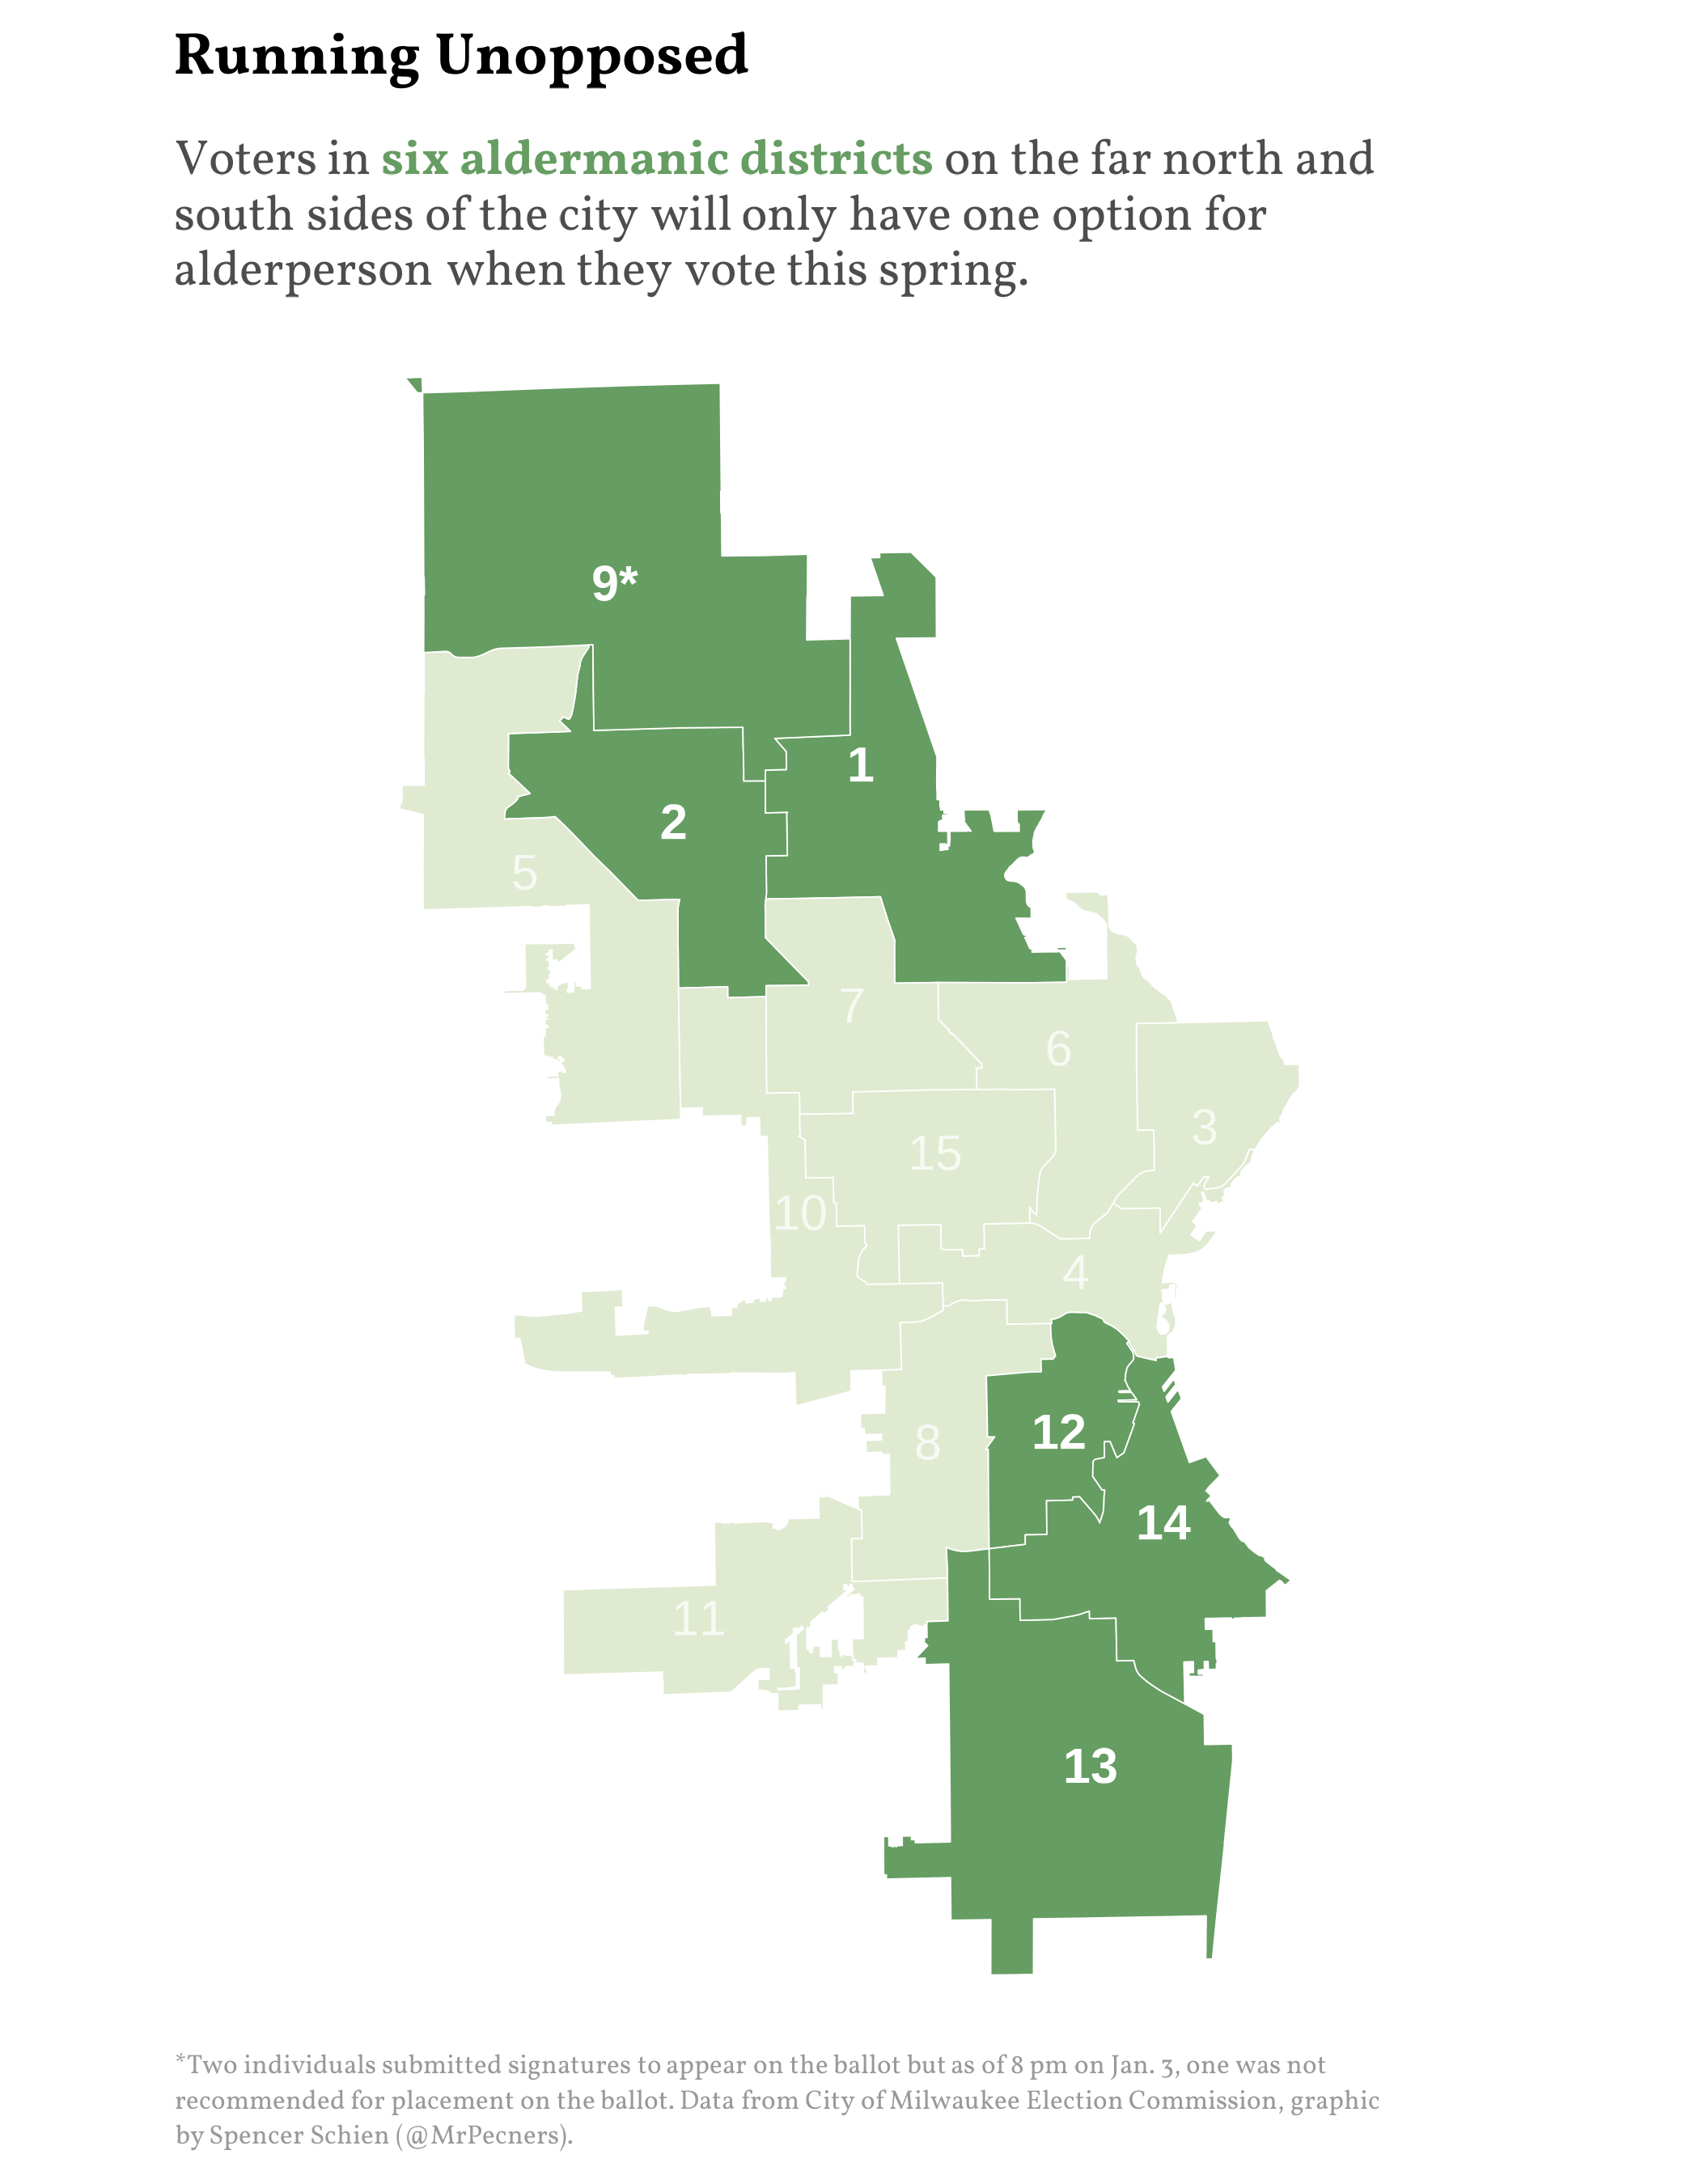 Running Unopposed
Voters in six aldermanic districts on the far north and
south sides of the city will only have one option for
alderperson when they vote this spring.
9*
1
2
5
7
6
3
15
10
4
12
8
14
11
13
*Two individuals submitted signatures to appear on the ballot but as of 8 pm on Jan. 3, one was not
recommended for placement on the ballot. Data from City of Milwaukee Election Commission, graphic
by Spencer Schien (@MrPecners).